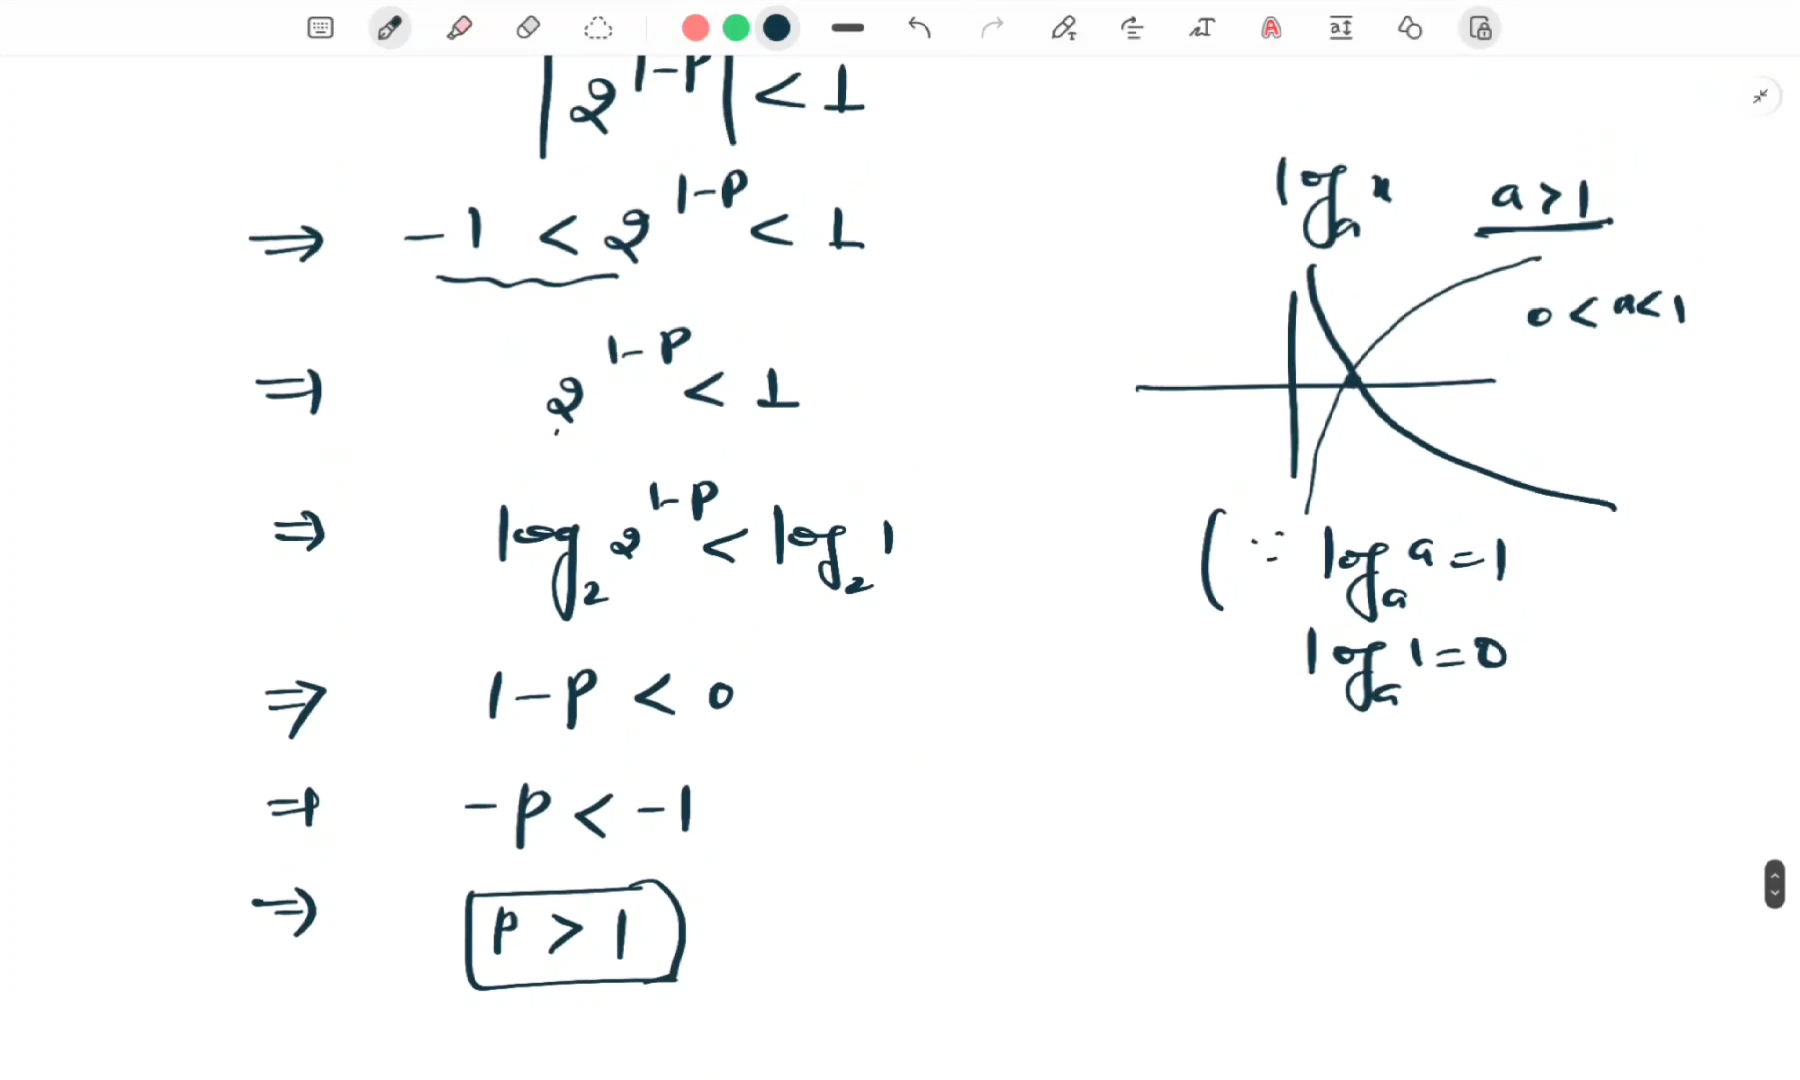 |2^{1-p}| < 1
⇒ -1 < 2^{1-p} < 1
⇒ 2^{1-p} < 1
⇒ log_2 2^{1-p} < log_2 1
⇒ 1-p < 0
⇒ -p < -1
⇒ p > 1
log_a x a > 1
0 < a < 1
(∵ log_a a = 1
log_a 1 = 0